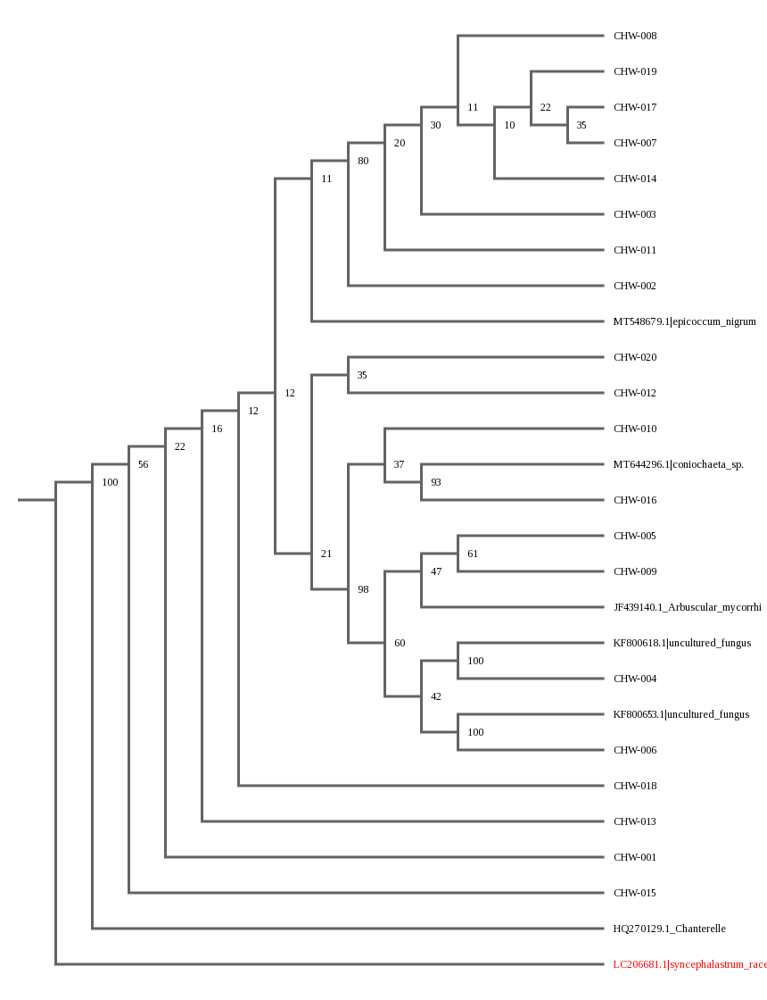 CHW-008
CHW-019
11 22 CHW-017
30 10 35
20 CHW-007
80
11 CHW-014
CHW-003
CHW-011
CHW-002
MT548679.1|epicoccum_nigrum
CHW-020
35
12 CHW-012
12
16 CHW-010
22
56 37 MT644296.1|coniochaeta_sp.
100 93
CHW-016
CHW-005
21 61
47 CHW-009
98
JF439140.1_Arbuscular_mycorrhi
60 KF800618.1|uncultured_fungus
100
CHW-004
42
KF800653.1|uncultured_fungus
100
CHW-006
CHW-018
CHW-013
CHW-001
CHW-015
HQ270129.1_Chanterelle
LC206681.1|syncephalastrum_race